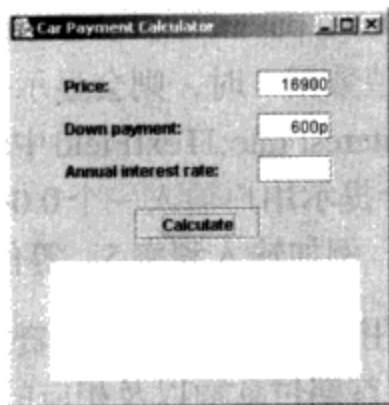 Car Payment Calculator
Price: 16900
Down payment: 600p
Annual interest rate:
Calculate